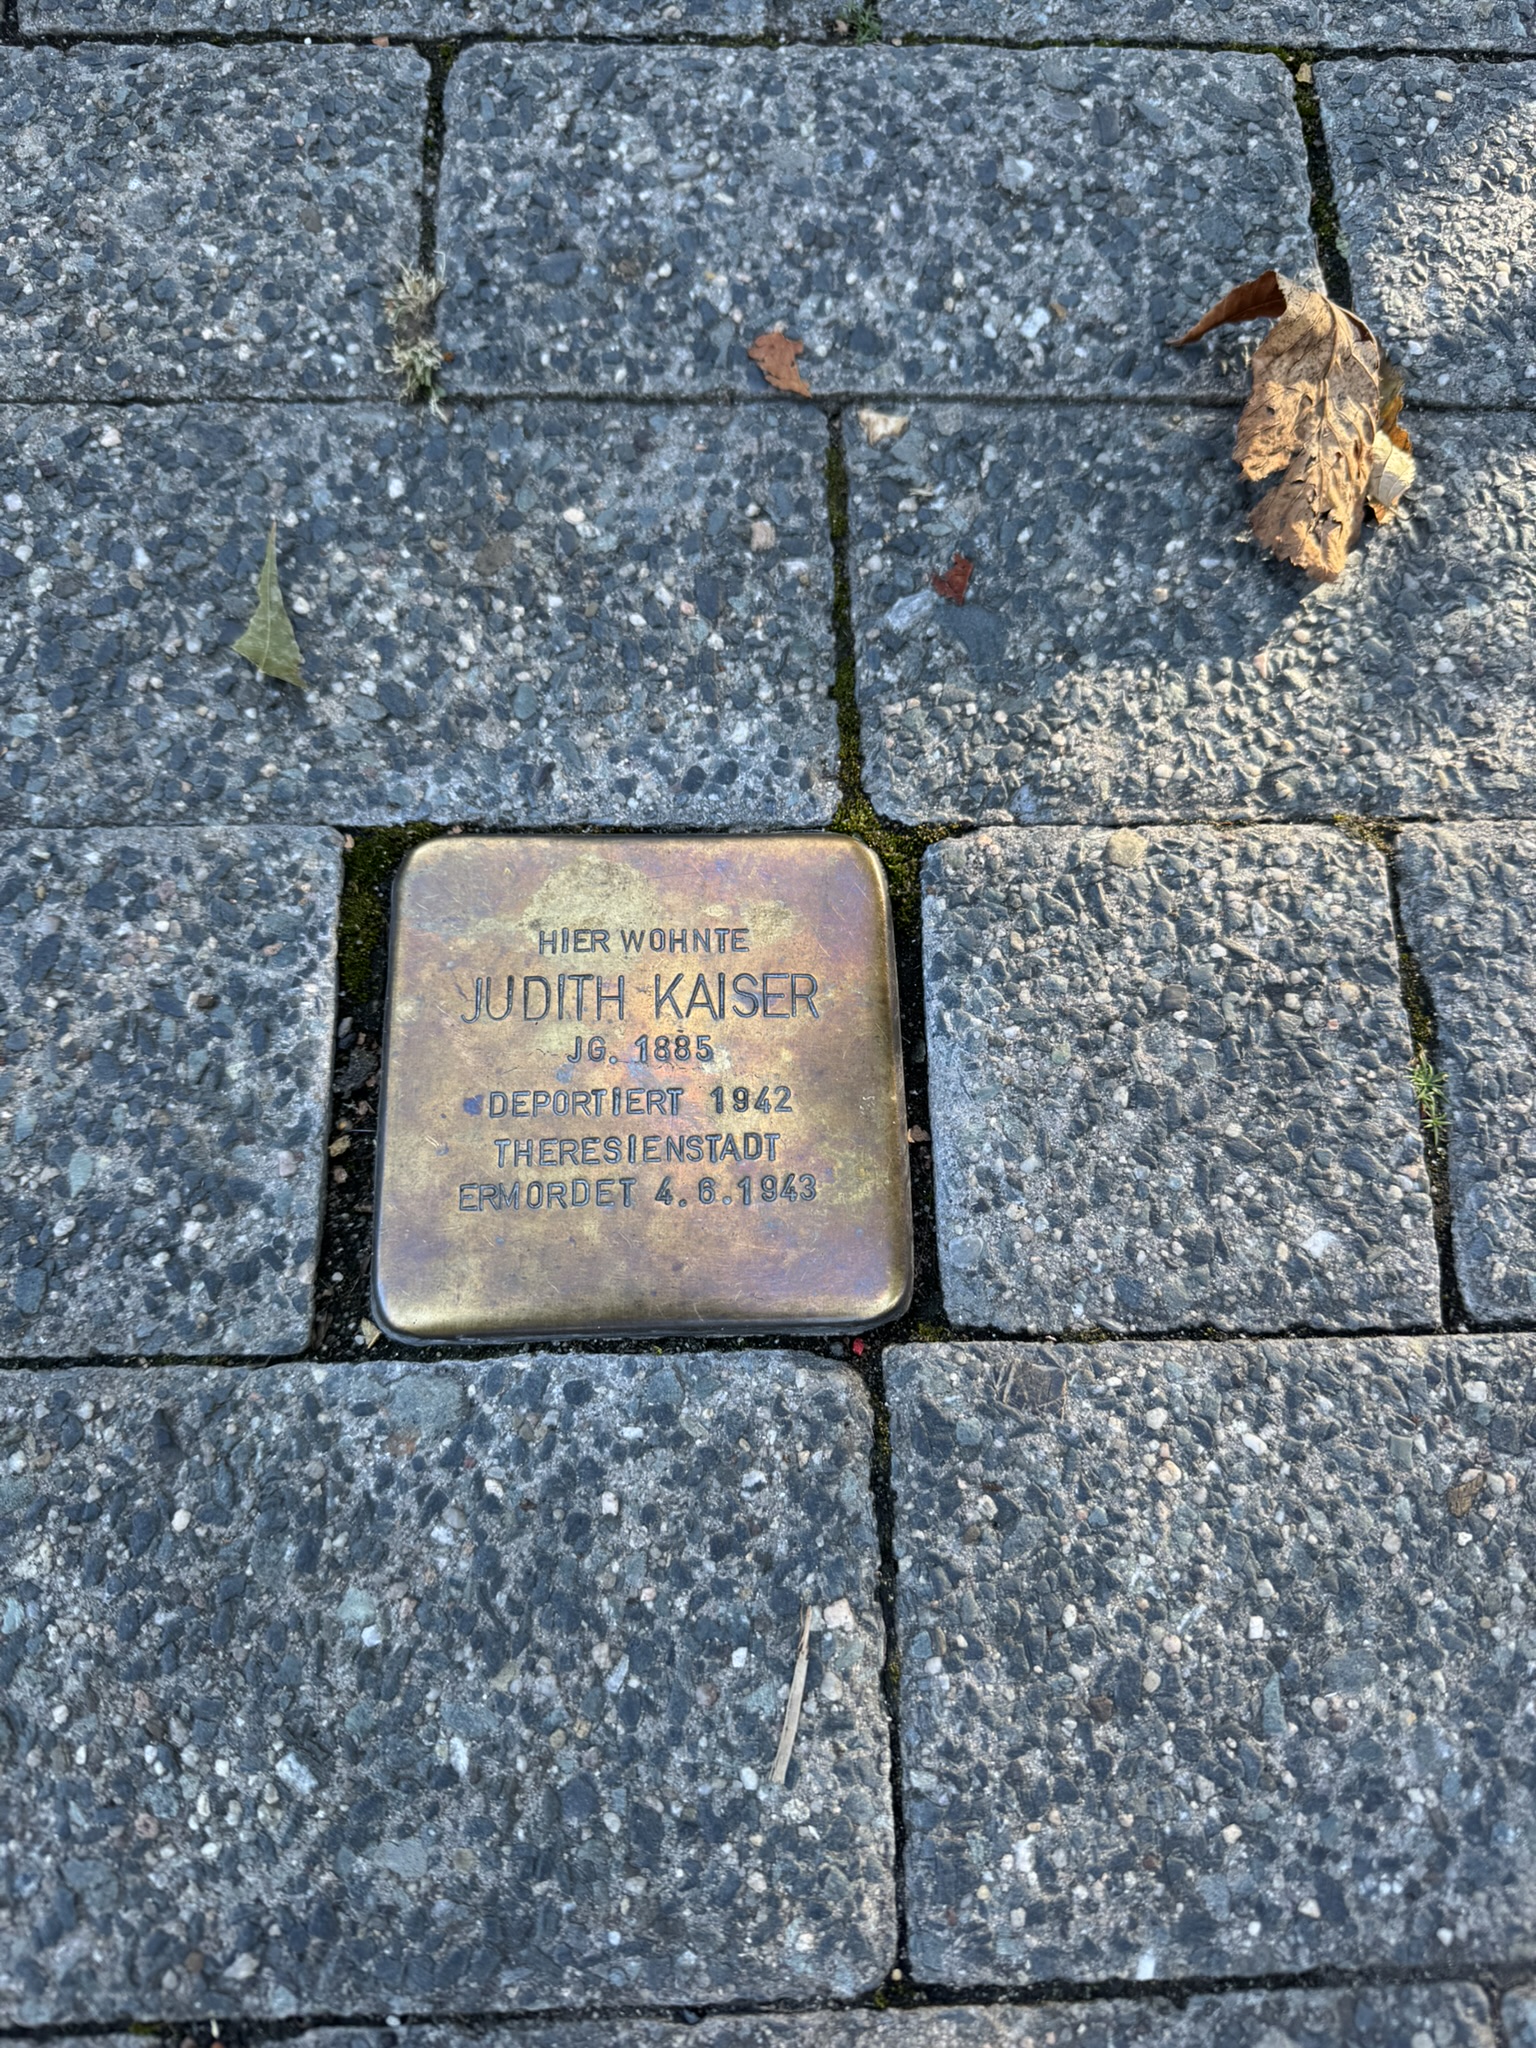 HIER WOHNTE
JUDITH KAISER
JG. 1885
DEPORTIERT 1942
THERESIENSTADT
ERMORDET 4.6.1943